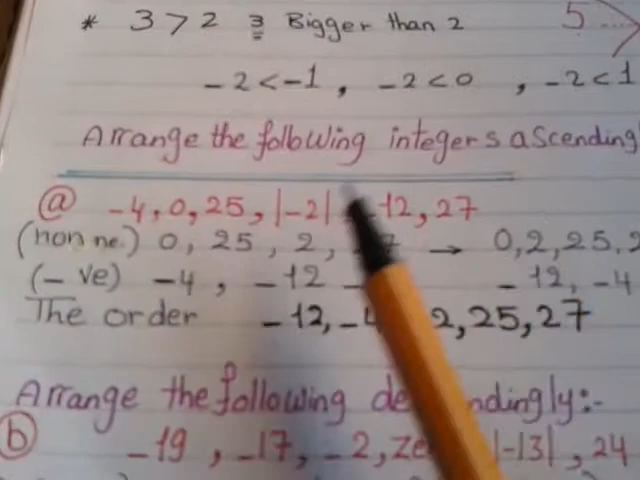 * 3 > 2 3 Bigger than 2 5
-2 < -1 , -2 < 0 , -2 < 1
Arrange the following integers ascending
(a) -4, 0, 25, |-2| -12, 27
(non ne.) 0, 25, 2, → 0, 2, 25,
(- ve) -4, -12 -12, -4
The order -12, -4 2, 25, 27
Arrange the following :-
(b) -19, -17, -2, |-13|, 24